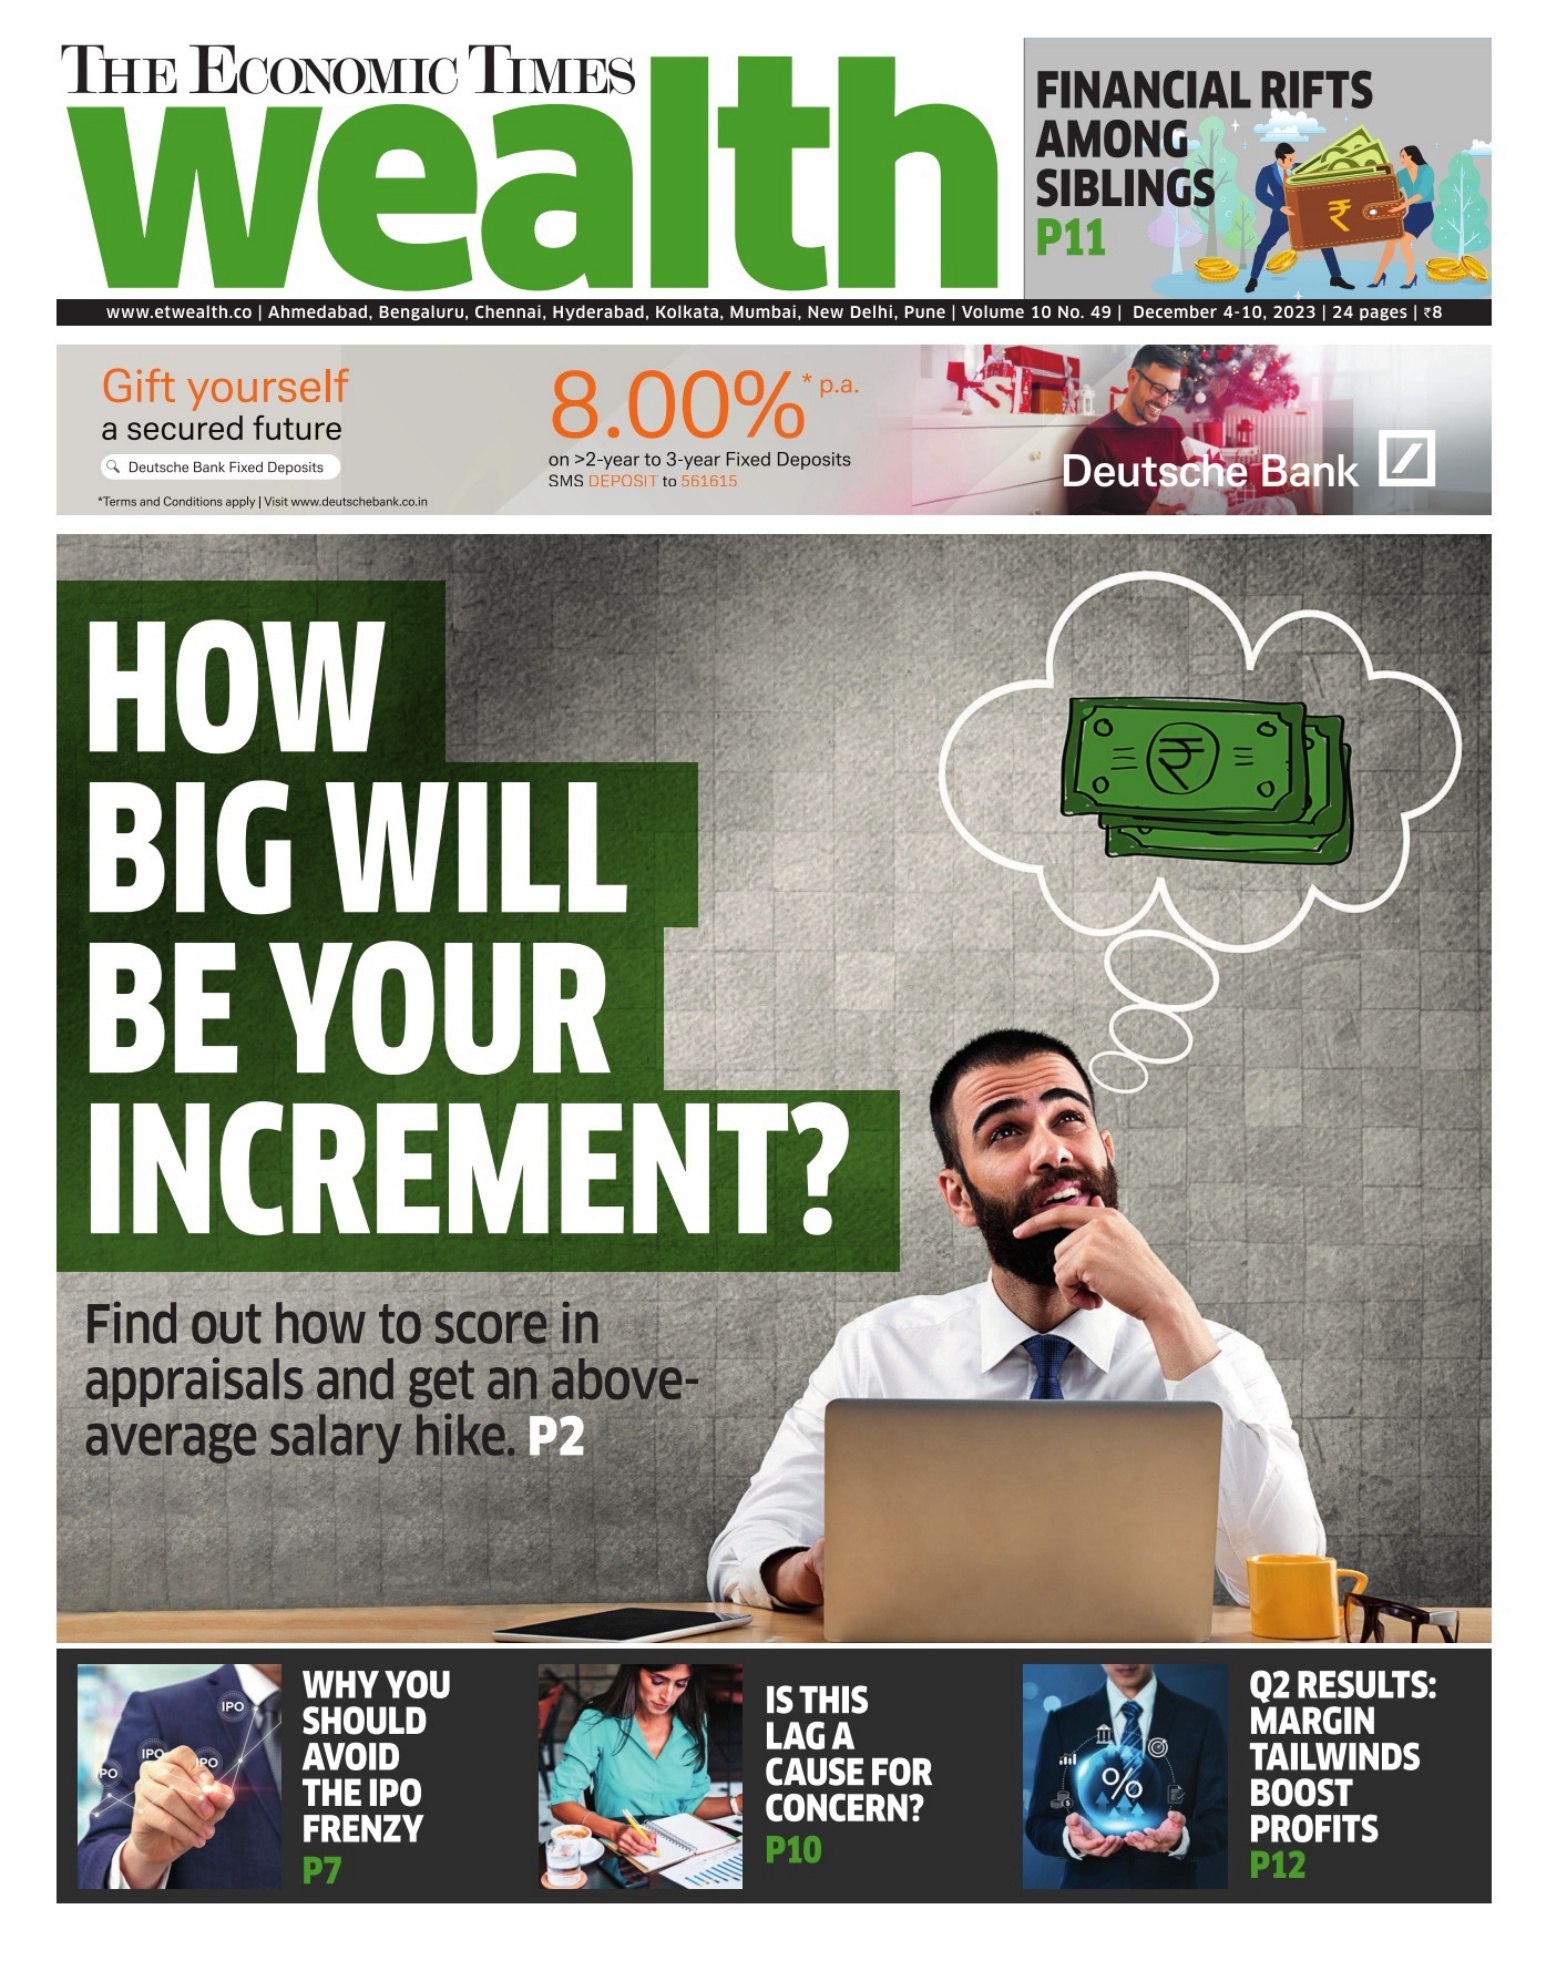 THE ECONOMIC TIMES
wealth
FINANCIAL RIFTS
AMONG
SIBLINGS
P11
₹
www.etwealth.co | Ahmedabad, Bengaluru, Chennai, Hyderabad, Kolkata, Mumbai, New Delhi, Pune | Volume 10 No. 49 | December 4-10, 2023 | 24 pages | ₹8
Gift yourself
a secured future
Deutsche Bank Fixed Deposits
*Terms and Conditions apply | Visit www.deutschebank.co.in
8.00%* p.a.
on >2-year to 3-year Fixed Deposits
SMS DEPOSIT to 561615
Deutsche Bank
HOW
BIG WILL
BE YOUR
INCREMENT?
₹
Find out how to score in
appraisals and get an above-
average salary hike. P2
IPO
IPO
IPO
PO
WHY YOU
SHOULD
AVOID
THE IPO
FRENZY
P7
IS THIS
LAG A
CAUSE FOR
CONCERN?
P10
%
Q2 RESULTS:
MARGIN
TAILWINDS
BOOST
PROFITS
P12